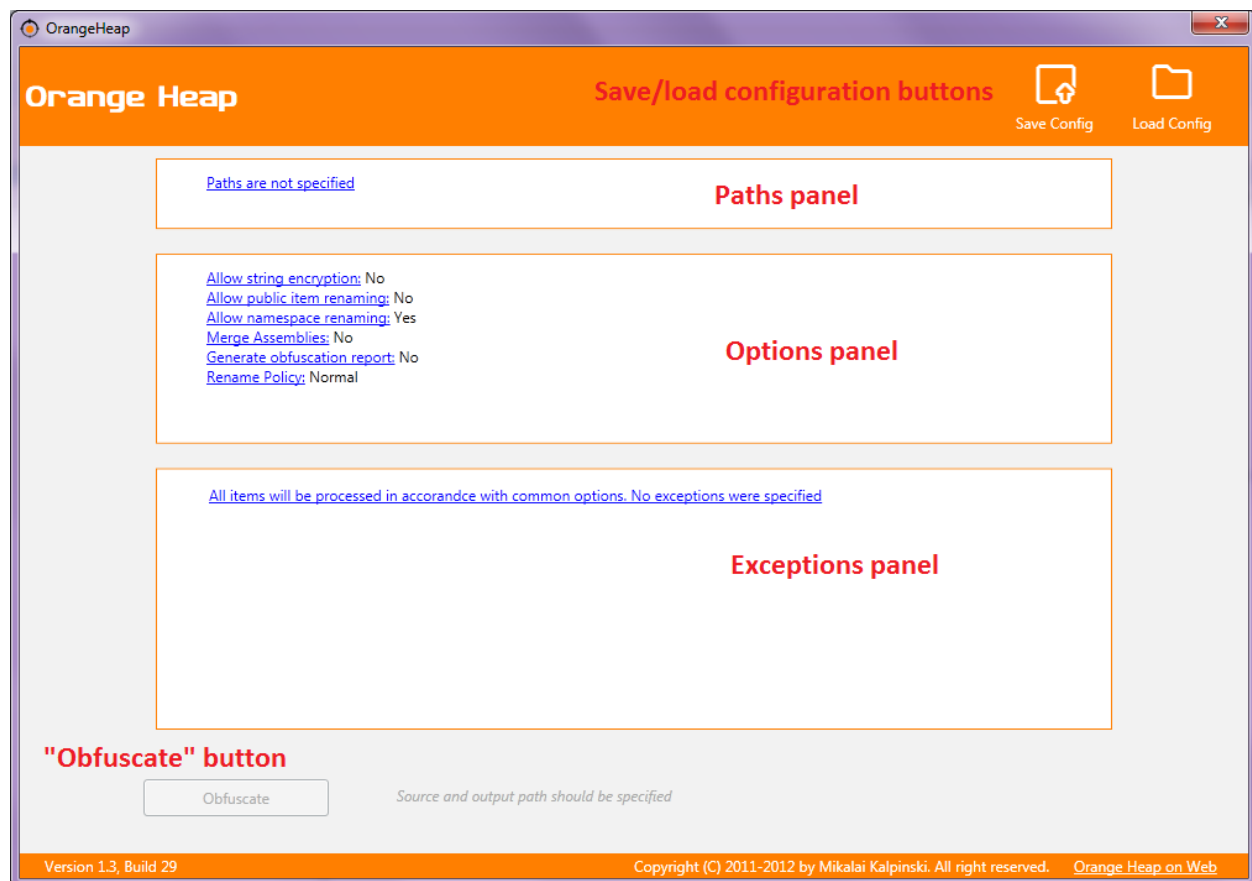 OrangeHeap
Orange Heap
Save/load configuration buttons
Save Config
Load Config
Paths are not specified
Paths panel
Allow string encryption: No
Allow public item renaming: No
Allow namespace renaming: Yes
Merge Assemblies: No
Generate obfuscation report: No
Rename Policy: Normal
Options panel
All items will be processed in accorandce with common options. No exceptions were specified
Exceptions panel
"Obfuscate" button
Obfuscate
Source and output path should be specified
Version 1.3, Build 29
Copyright (C) 2011-2012 by Mikalai Kalpinski. All right reserved.
Orange Heap on Web